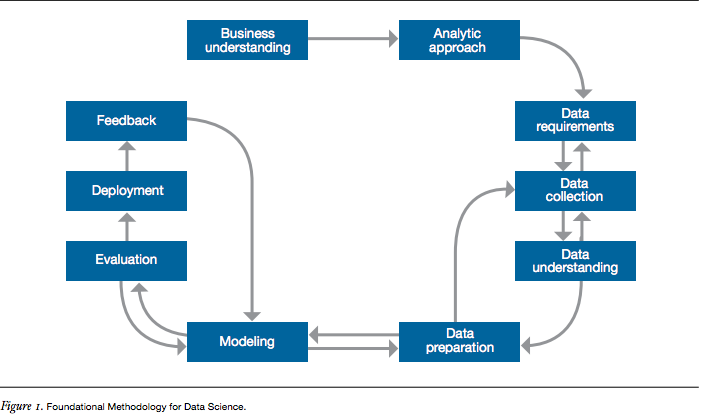 Business
understanding
Analytic
approach
Data
requirements
Data
collection
Data
understanding
Data
preparation
Modeling
Evaluation
Deployment
Feedback
Figure 1. Foundational Methodology for Data Science.